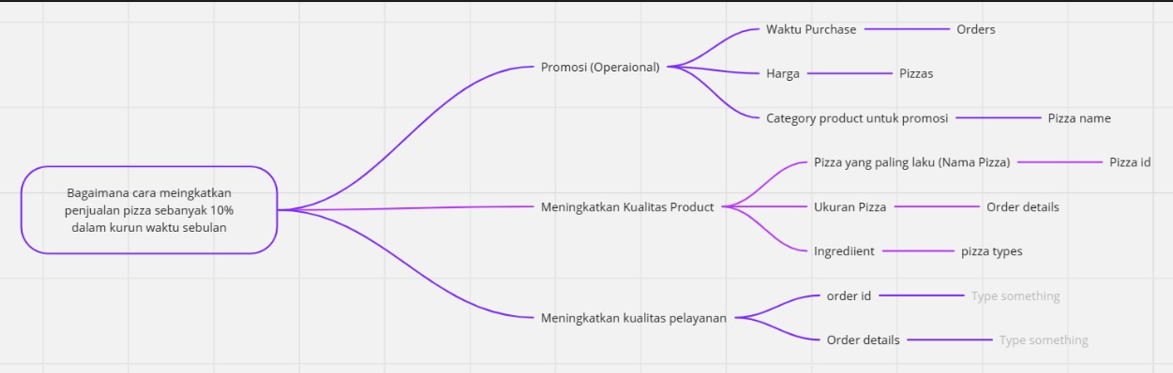 Bagaimana cara meingkatkan
penjualan pizza sebanyak 10%
dalam kurun waktu sebulan
Promosi (Operaional)
Waktu Purchase
Orders
Harga
Pizzas
Category product untuk promosi
Pizza name
Meningkatkan Kualitas Product
Pizza yang paling laku (Nama Pizza)
Pizza id
Ukuran Pizza
Order details
Ingrediient
pizza types
Meningkatkan kualitas pelayanan
order id
Type something
Order details
Type something